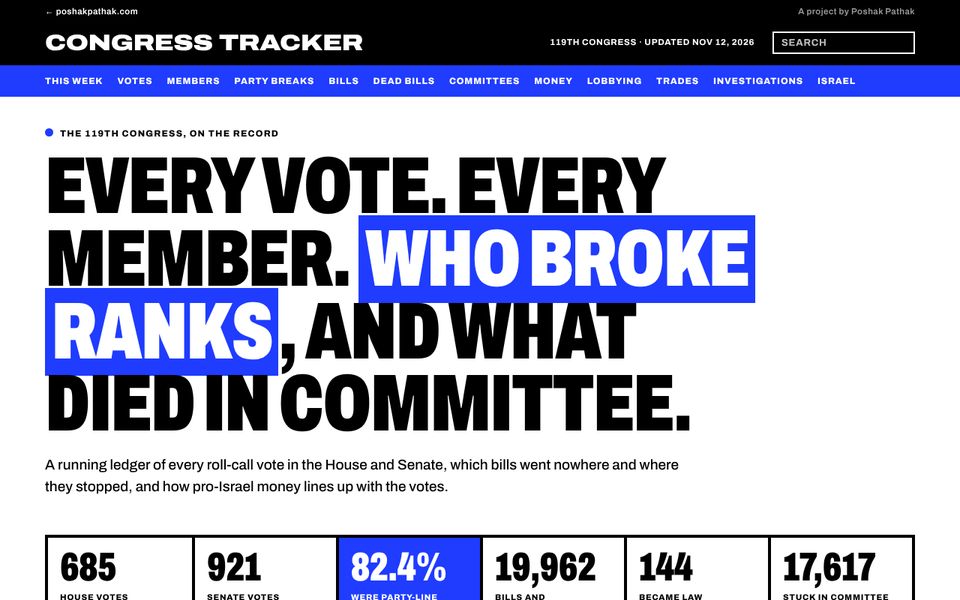 ← poshakpathak.com
A project by Poshak Pathak
CONGRESS TRACKER
119TH CONGRESS · UPDATED NOV 12, 2026
SEARCH
THIS WEEK VOTES MEMBERS PARTY BREAKS BILLS DEAD BILLS COMMITTEES MONEY LOBBYING TRADES INVESTIGATIONS ISRAEL
THE 119TH CONGRESS, ON THE RECORD
EVERY VOTE. EVERY
MEMBER. WHO BROKE
RANKS, AND WHAT
DIED IN COMMITTEE.
A running ledger of every roll-call vote in the House and Senate, which bills went nowhere and where
they stopped, and how pro-Israel money lines up with the votes.
685 921 82.4% 19,962 144 17,617
HOUSE VOTES SENATE VOTES WERE PARTY-LINE BILLS AND BECAME LAW STUCK IN COMMITTEE